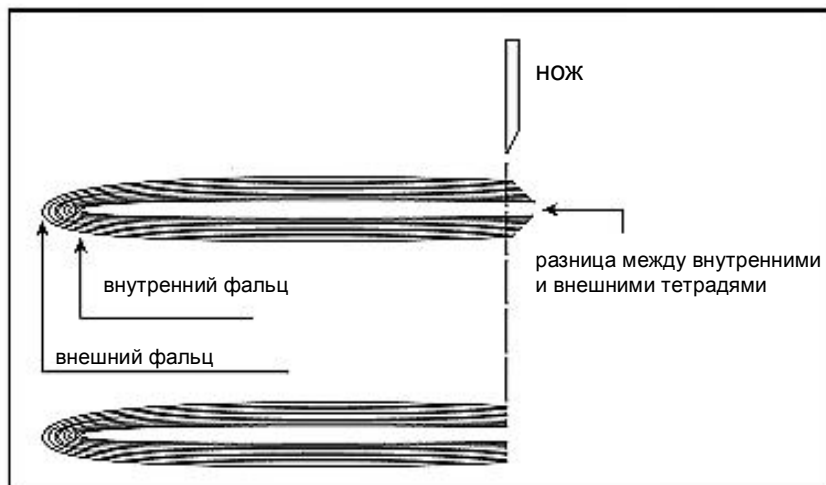 нож
разница между внутренними
и внешними тетрадями
внутренний фальц
внешний фальц